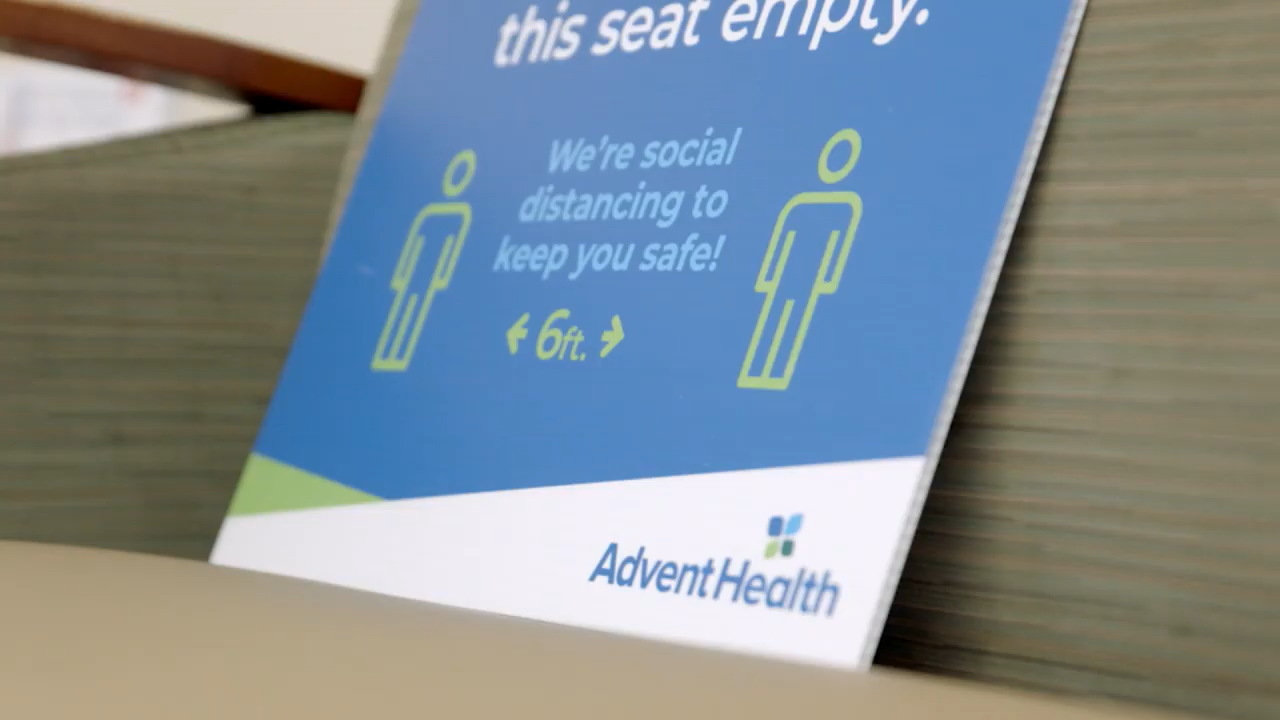 this seat empty.
We're social
distancing to
keep you safe!
6ft.
AdventHealth